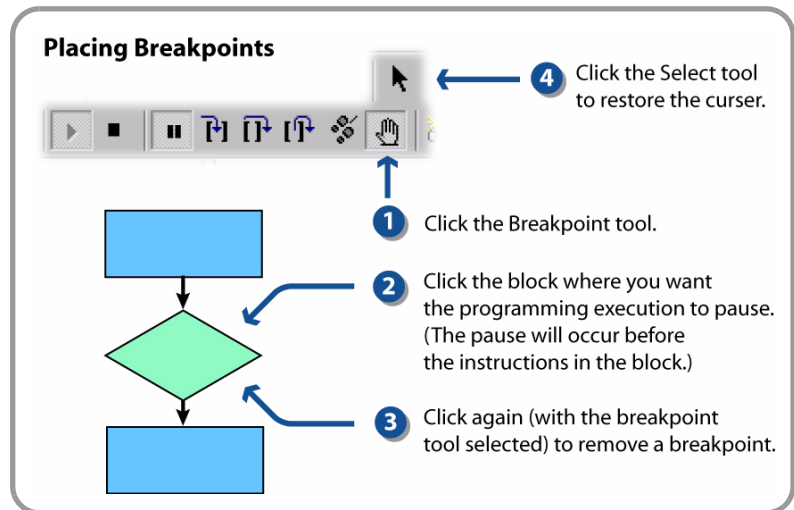 Placing Breakpoints
4 Click the Select tool
to restore the curser.
1 Click the Breakpoint tool.
2 Click the block where you want
the programming execution to pause.
(The pause will occur before
the instructions in the block.)
3 Click again (with the breakpoint
tool selected) to remove a breakpoint.